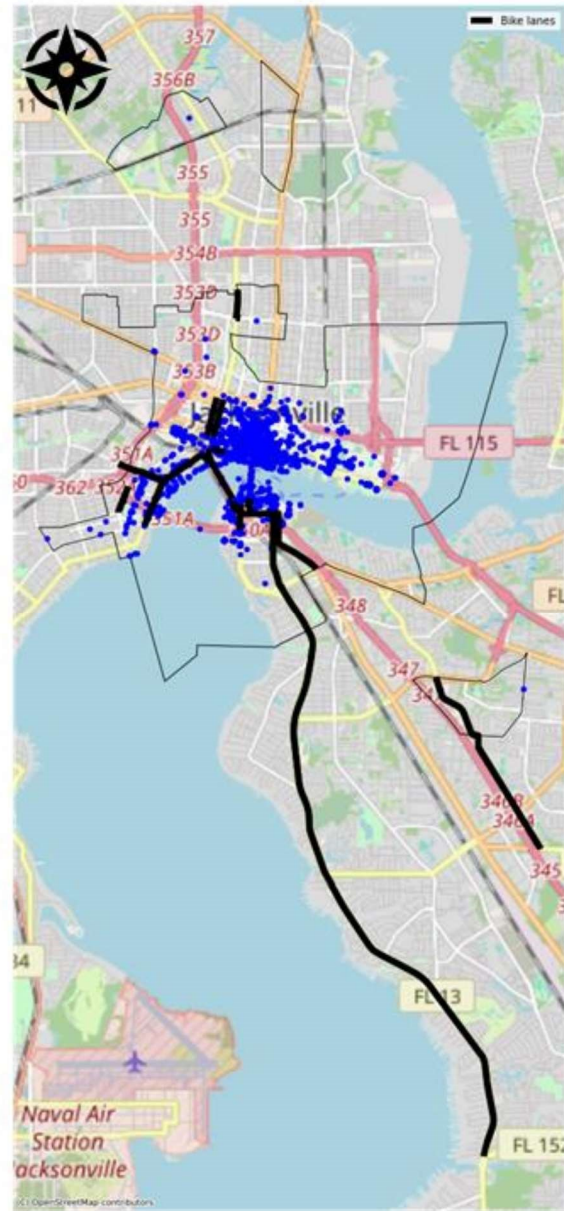 Bike lanes
357
356B
11
355
355
354B
353D
353D
353B
FL 115
351A
362
351A
348
347
346B
346A
345
FL 13
FL 152
Naval Air
Station
Jacksonville
(C) OpenStreetMap contributors